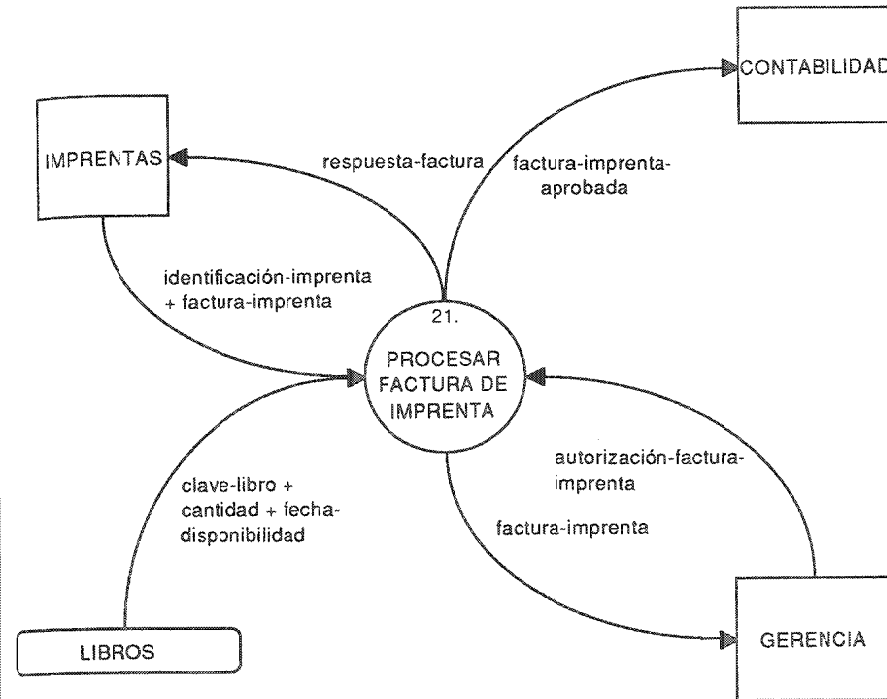 CONTABILIDAD
IMPRENTAS
respuesta-factura
factura-imprenta-
aprobada
identificación-imprenta
+ factura-imprenta
21.
PROCESAR
FACTURA DE
IMPRENTA
clave-libro +
cantidad + fecha-
disponibilidad
autorización-factura-
imprenta
factura-imprenta
LIBROS
GERENCIA